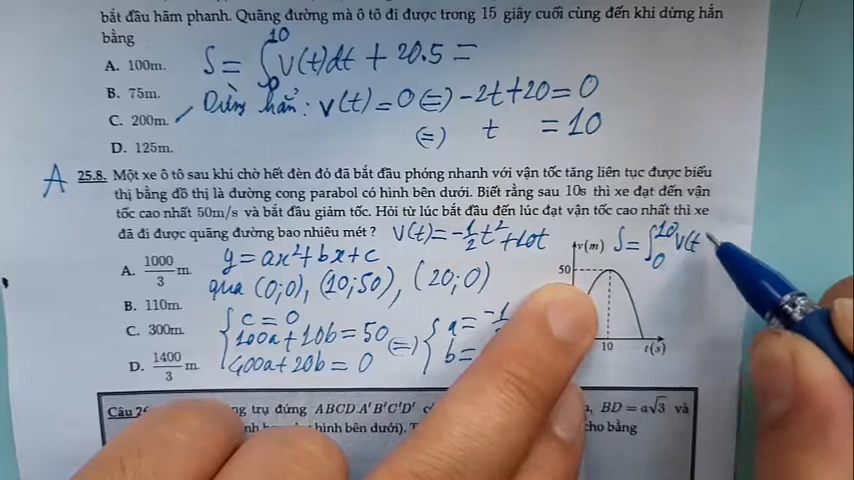 bắt đầu hãm phanh. Quãng đường mà ô tô đi được trong 15 giây cuối cùng đến khi dừng hẳn
bằng
A. 100m.
B. 75m.
C. 200m.
D. 125m.
S = ∫₀¹⁰ v(t)dt + 20.5 =
Dừng hẳn: v(t) = 0 ⇔ -2t + 20 = 0
⇔ t = 10
A 25.8. Một xe ô tô sau khi chờ hết đèn đỏ đã bắt đầu phóng nhanh với vận tốc tăng liên tục được biểu
thị bằng đồ thị là đường cong parabol có hình bên dưới. Biết rằng sau 10s thì xe đạt đến vận
tốc cao nhất 50m/s và bắt đầu giảm tốc. Hỏi từ lúc bắt đầu đến lúc đạt vận tốc cao nhất thì xe
đã đi được quãng đường bao nhiêu mét?
v(t) = -1/2 t² + 10t
A. 1000/3 m.
B. 110m.
C. 300m.
D. 1400/3 m.
y = ax² + bx + c
qua (0;0), (10;50), (20;0)
{ c = 0
100a + 10b = 50
400a + 20b = 0
⇔ { a = -1
b =
S = ∫₀¹⁰ v(t
v(m)
50
10
t(s)
Câu 2
ng trụ đứng ABCD.A'B'C'D' c
, BD = a√3 và
hình bên dưới).
cho bằng